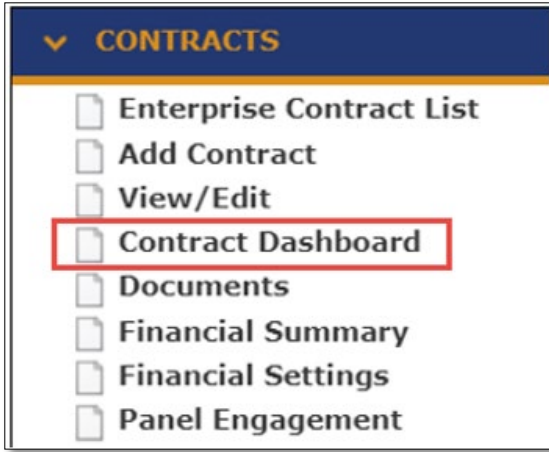 CONTRACTS
Enterprise Contract List
Add Contract
View/Edit
Contract Dashboard
Documents
Financial Summary
Financial Settings
Panel Engagement